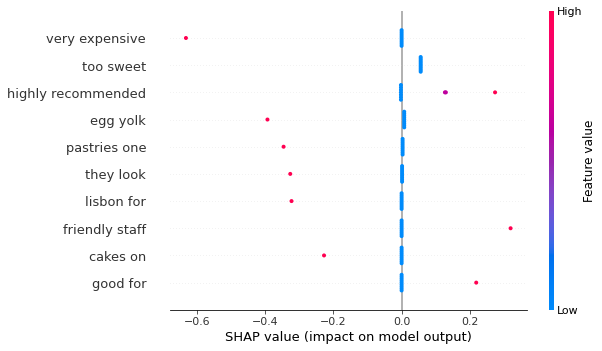 High
very expensive
too sweet
highly recommended
egg yolk
pastries one
they look
lisbon for
friendly staff
cakes on
good for
Feature value
Low
−0.6 −0.4 −0.2 0.0 0.2
SHAP value (impact on model output)